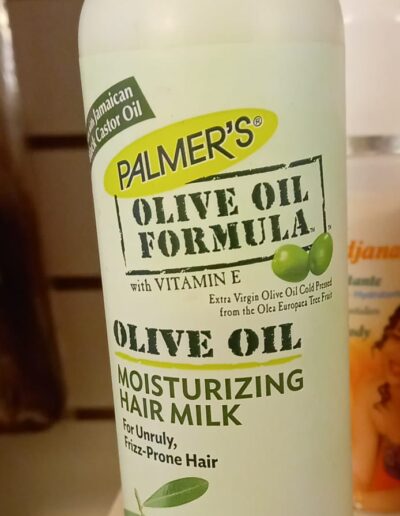 Jamaican
Castor Oil
PALMER'S®
OLIVE OIL
FORMULA™
with VITAMIN E
Extra Virgin Olive Oil Cold Pressed
from the Olea Europaea Tree Fruit
OLIVE OIL
MOISTURIZING
HAIR MILK
For Unruly,
Frizz-Prone Hair